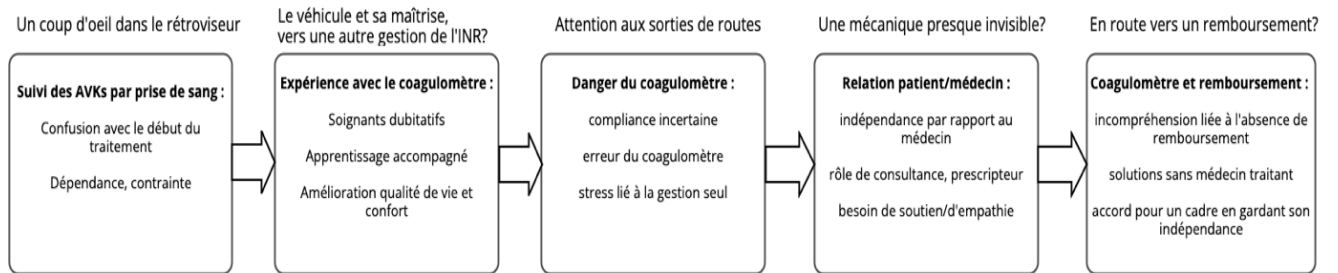 Un coup d'oeil dans le rétroviseur
Suivi des AVKs par prise de sang :
Confusion avec le début du
traitement
Dépendance, contrainte
Le véhicule et sa maîtrise,
vers une autre gestion de l'INR?
Expérience avec le coagulomètre :
Soignants dubitatifs
Apprentissage accompagné
Amélioration qualité de vie et
confort
Attention aux sorties de routes
Danger du coagulomètre :
compliance incertaine
erreur du coagulomètre
stress lié à la gestion seul
Une mécanique presque invisible?
Relation patient/médecin :
indépendance par rapport au
médecin
rôle de consultance, prescripteur
besoin de soutien/d'empathie
En route vers un remboursement?
Coagulomètre et remboursement :
incompréhension liée à l'absence de
remboursement
solutions sans médecin traitant
accord pour un cadre en gardant son
indépendance